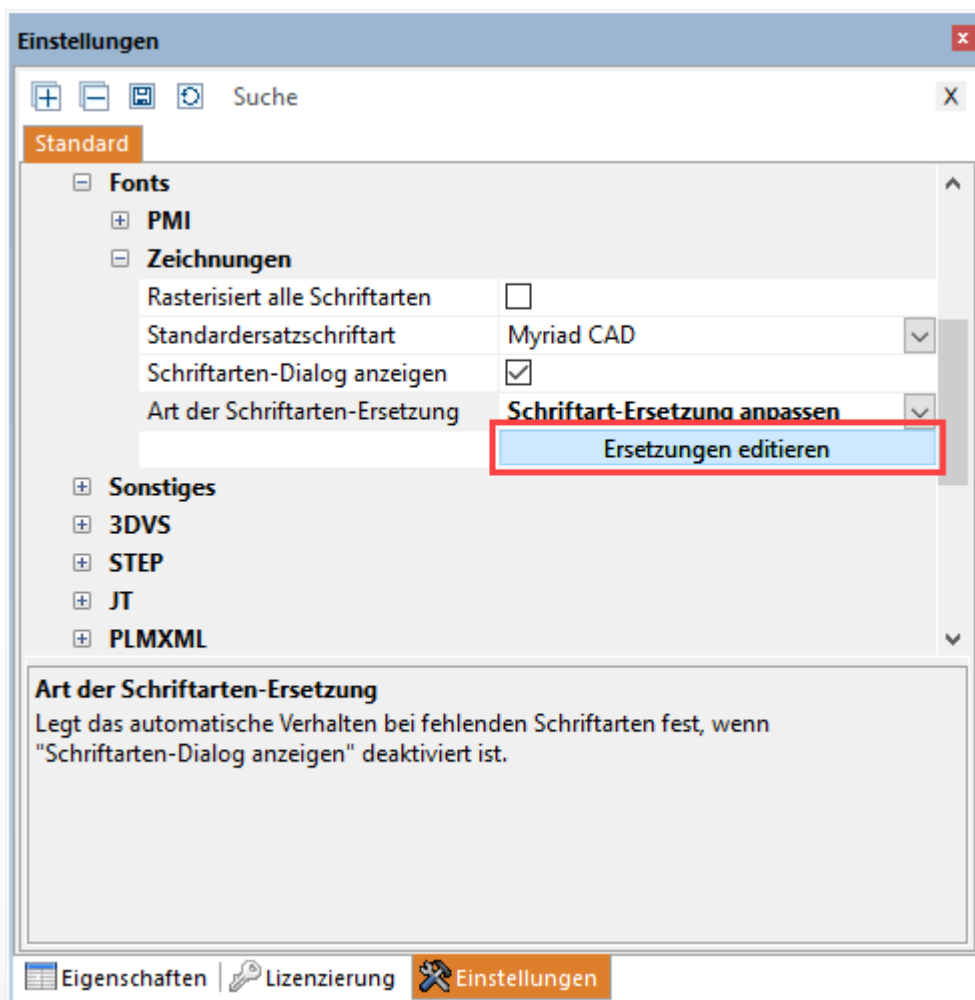 Einstellungen
x
Suche
X
Standard
Fonts
PMI
Zeichnungen
Rasterisiert alle Schriftarten
Standardersatzschriftart Myriad CAD
Schriftarten-Dialog anzeigen
Art der Schriftarten-Ersetzung Schriftart-Ersetzung anpassen
Ersetzungen editieren
Sonstiges
3DVS
STEP
JT
PLMXML
Art der Schriftarten-Ersetzung
Legt das automatische Verhalten bei fehlenden Schriftarten fest, wenn
"Schriftarten-Dialog anzeigen" deaktiviert ist.
Eigenschaften Lizenzierung Einstellungen